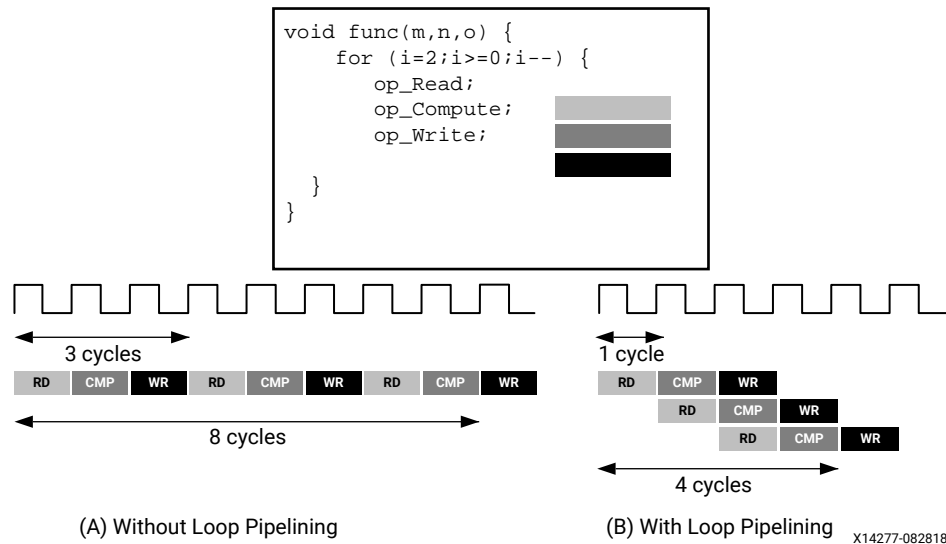 void func(m,n,o) {
for (i=2;i>=0;i--) {
op_Read;
op_Compute;
op_Write;
}
}
3 cycles
RD CMP WR RD CMP WR RD CMP WR
8 cycles
(A) Without Loop Pipelining
1 cycle
RD CMP WR
RD CMP WR
RD CMP WR
4 cycles
(B) With Loop Pipelining
X14277-082818